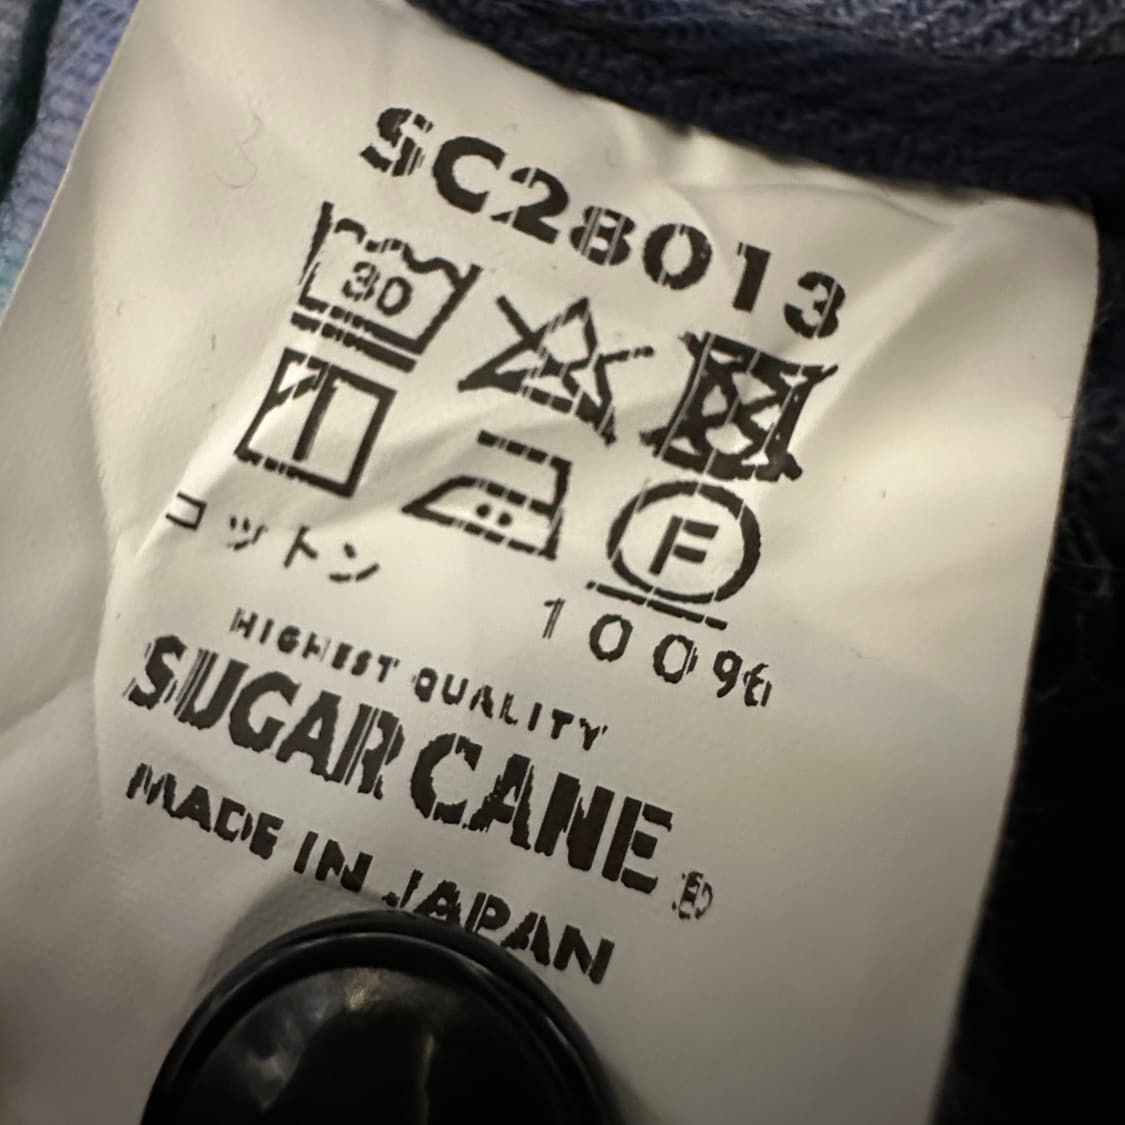 SC28013
30
F
コットン 100%
HIGHEST QUALITY
SUGAR CANE®
MADE IN JAPAN